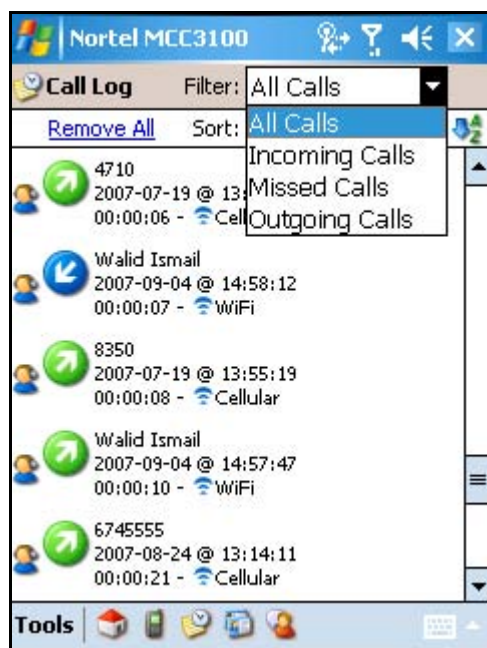 Nortel MCC3100
Call Log Filter: All Calls
Remove All Sort: All Calls
Incoming Calls
Missed Calls
Outgoing Calls
4710
2007-07-19 @ 13:
00:00:06 - Cell
Walid Ismail
2007-09-04 @ 14:58:12
00:00:07 - WiFi
8350
2007-07-19 @ 13:55:19
00:00:08 - Cellular
Walid Ismail
2007-09-04 @ 14:57:47
00:00:10 - WiFi
6745555
2007-08-24 @ 13:14:11
00:00:21 - Cellular
Tools